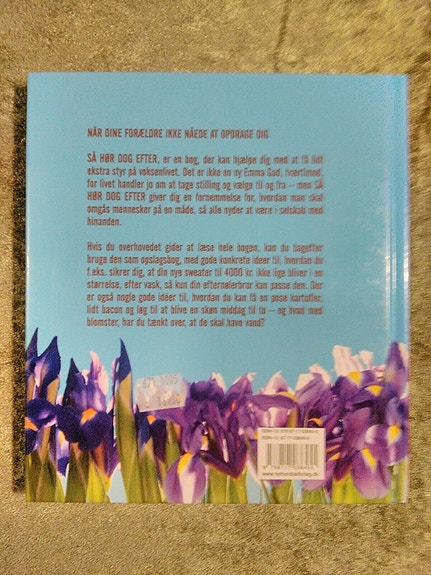 NÅR DINE FORÆLDRE IKKE NÅEDE AT OPDRAGE DIG
SÅ HØR DOG EFTER, er en bog, der kan hjælpe dig med at få lidt
ekstra styr på voksenlivet. Det er ikke en ny Emma Gad, tværtimod,
for livet handler jo om at tage stilling og vælge til og fra – men SÅ
HØR DOG EFTER giver dig en fornemmelse for, hvordan man skal
omgås mennesker på en måde, så alle nyder at være i selskab med
hinanden.
Hvis du overhovedet gider at læse hele bogen, kan du bagefter
bruge den som opslagsbog, med gode konkrete ideer til, hvordan du
f.eks. sikrer dig, at din nye sweater til 4000 kr. ikke lige bliver i en
størrelse, efter vask, så kun din efternølerbror kan passe den. Der
er også nogle gode idéer til, hvordan du kan få en pose kartofler,
lidt bacon og løg til at blive en skøn middag til to – og hvad med
blomster, har du tænkt over, at de skal have vand?